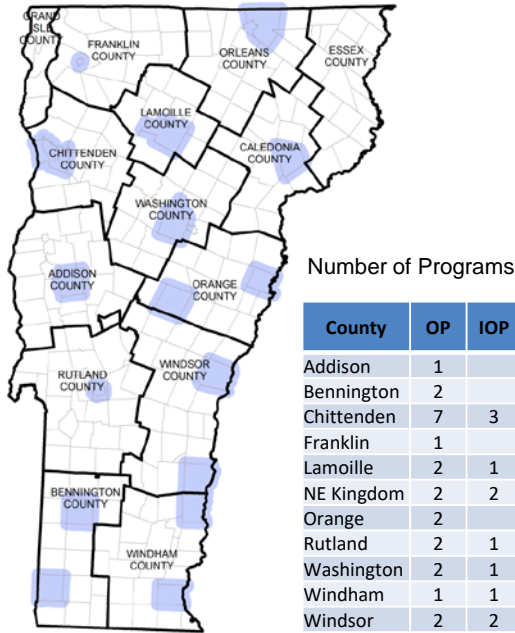 GRAND
ISLE
COUNTY
FRANKLIN
COUNTY
ORLEANS
COUNTY
ESSEX
COUNTY
LAMOILLE
COUNTY
CHITTENDEN
COUNTY
CALEDONIA
COUNTY
WASHINGTON
COUNTY
ADDISON
COUNTY
ORANGE
COUNTY
RUTLAND
COUNTY
WINDSOR
COUNTY
BENNINGTON
COUNTY
WINDHAM
COUNTY
Number of Programs
County OP IOP
Addison 1
Bennington 2
Chittenden 7 3
Franklin 1
Lamoille 2 1
NE Kingdom 2 2
Orange 2
Rutland 2 1
Washington 2 1
Windham 1 1
Windsor 2 2